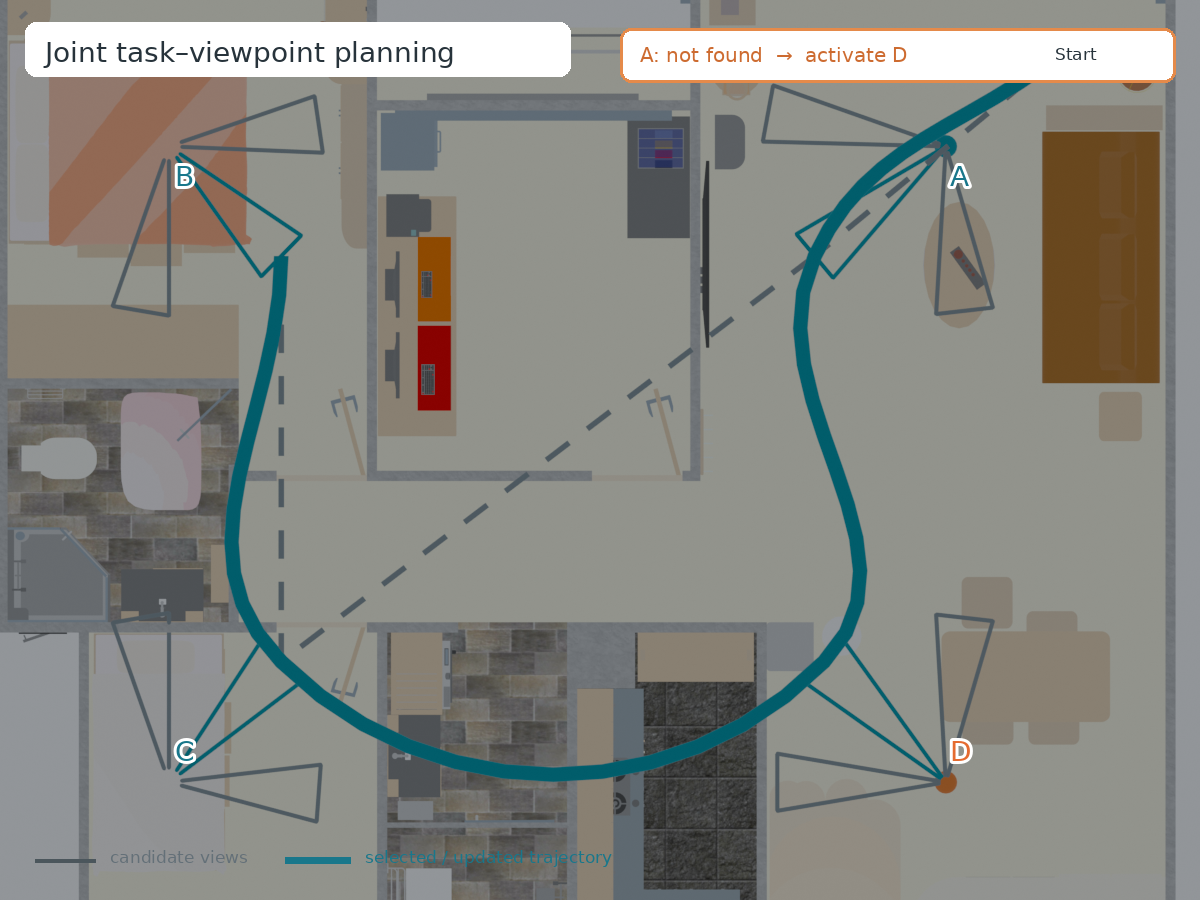 Joint task–viewpoint planning
A: not found → activate D
Start
B
A
C
D
candidate views
selected / updated trajectory